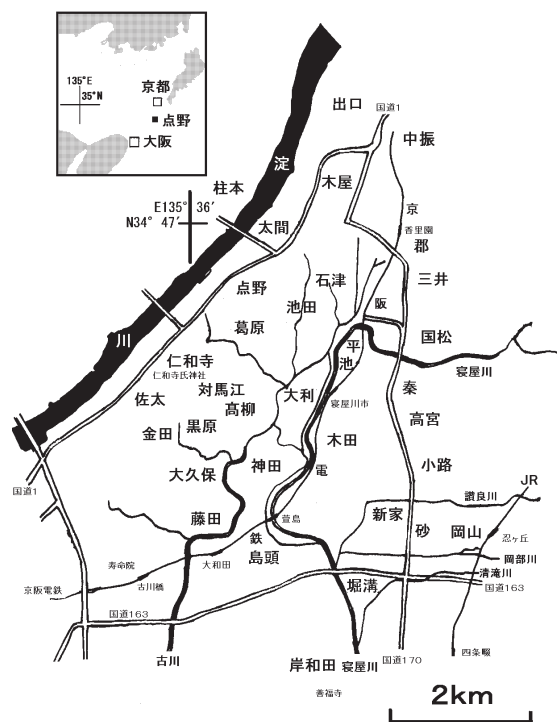 135°E
35°N
京都
点野
大阪
出口
国道1
中振
淀
柱本
木屋
E135° 36′
N34° 47′
太間
京
香里園
郡
三井
石津
点野
池田
阪
葛原
国松
川
平
池
仁和寺
仁和寺氏神社
対馬江
大利
寝屋川
佐太
髙柳
秦
寝屋川市
高宮
金田
黒原
木田
神田
電
小路
大久保
JR
国道1
讃良川
新家
藤田
萱島
砂
岡山
忍ヶ丘
鉄
島頭
大和田
岡部川
寿命院
清滝川
京阪電鉄
古川橋
堀溝
国道163
国道163
古川
岸和田
寝屋川
国道170
四条畷
善福寺
2km